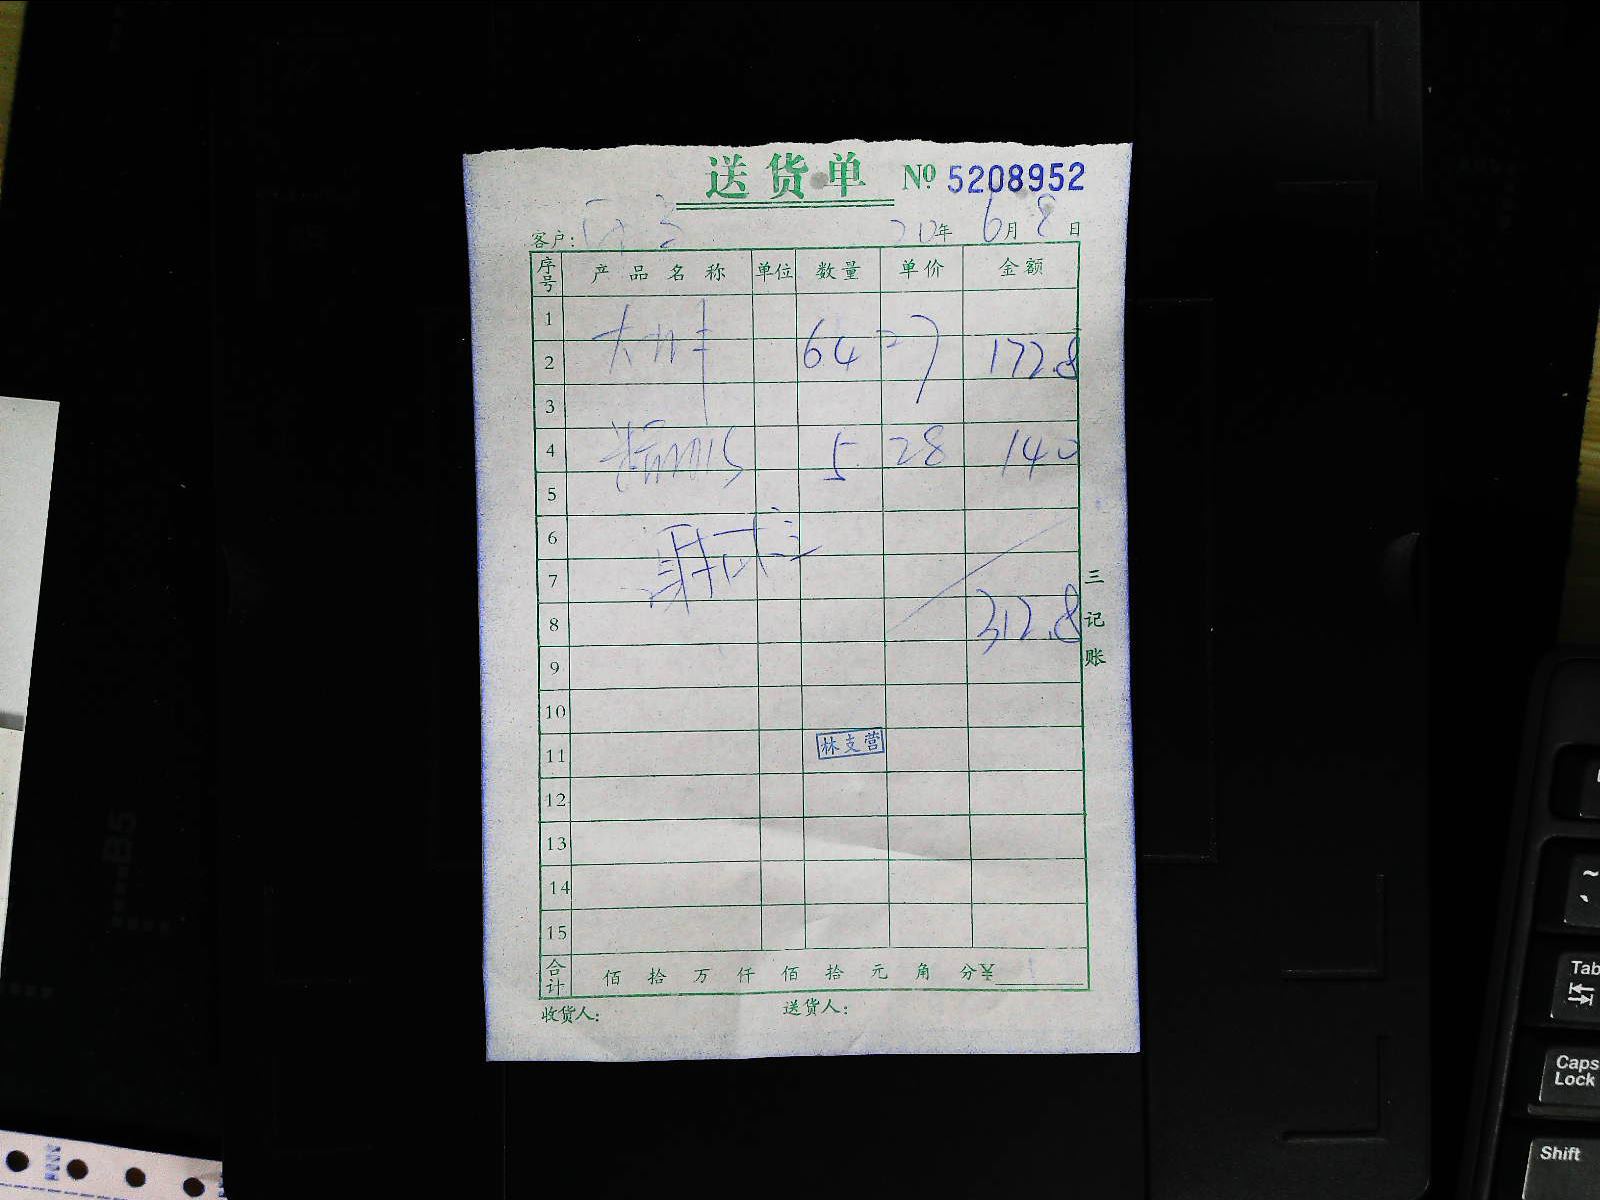 送货单 № 5208952
客户: 年 6月 8日
序号 产品名称 单位 数量 单价 金额
1
2 64 2.7 172.8
3
4 5 28 140
5
6
7
8 312.8
9
10
11 林支营
12
13
14
15
合计 佰 拾 万 仟 佰 拾 元 角 分¥
收货人: 送货人:
三记账
B5
Tab
Caps Lock
Shift